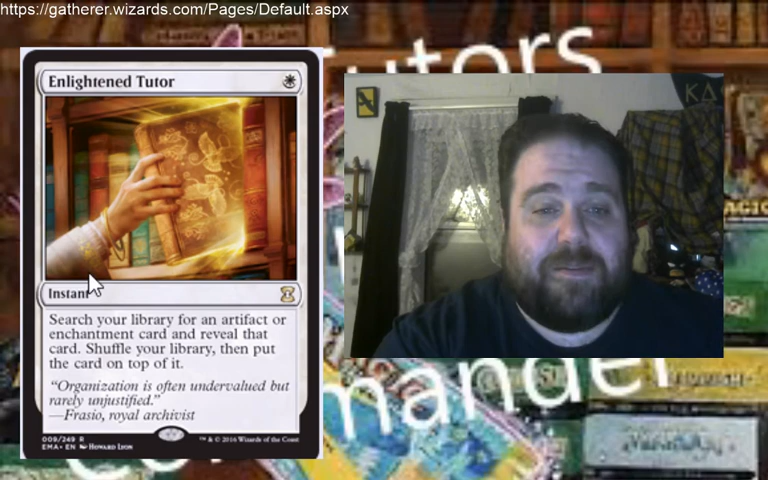 https://gatherer.wizards.com/Pages/Default.aspx
Tutors
Enlightened Tutor
ΚΔ
Instant
Search your library for an artifact or
enchantment card and reveal that
card. Shuffle your library, then put
the card on top of it.
“Organization is often undervalued but
rarely unjustified.”
—Frasio, royal archivist
009/249 R
EMA • EN Howard Lyon
™ & © 2016 Wizards of the Coast